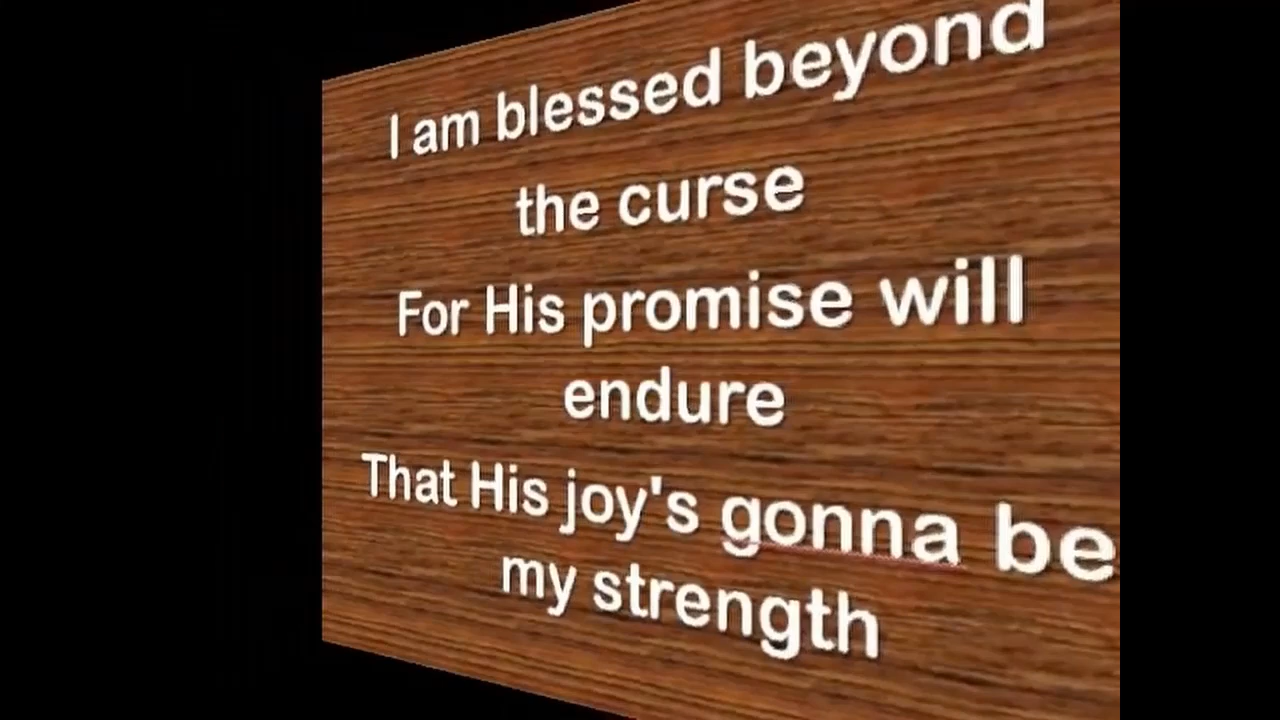 I am blessed beyond
the curse
For His promise will
endure
That His joy's gonna be
my strength